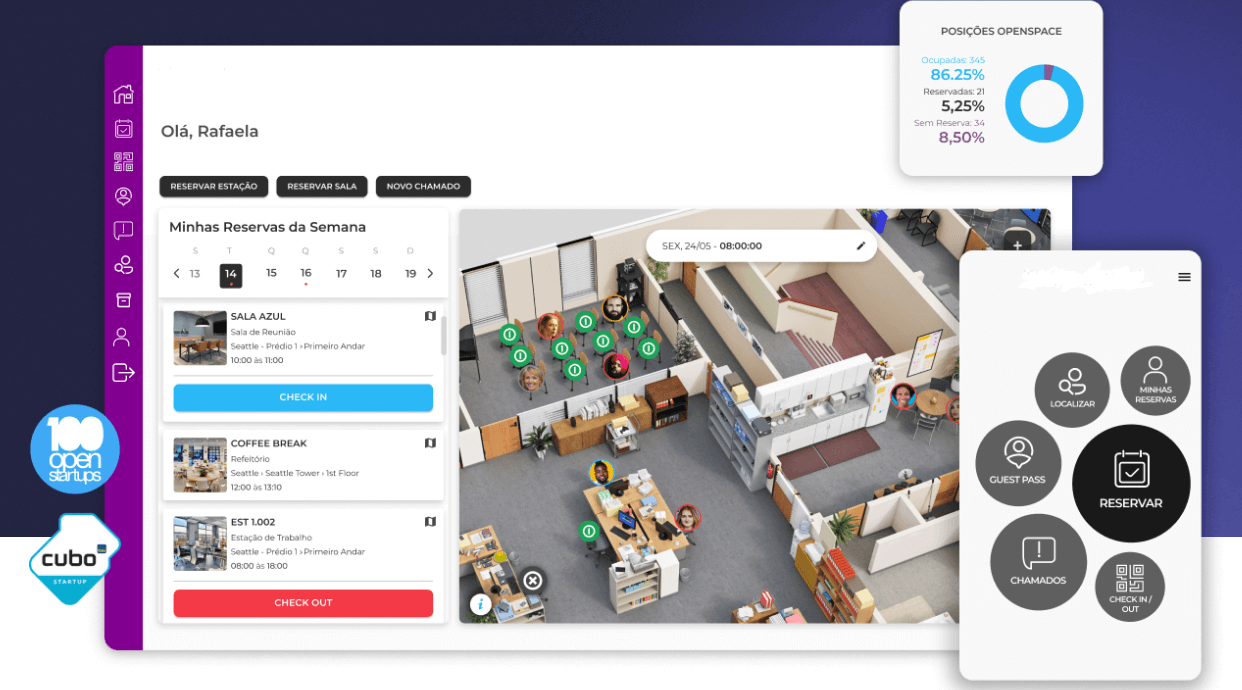 POSIÇÕES OPENSPACE
Ocupadas: 345
86.25%
Reservadas: 21
5,25%
Sem Reserva: 34
8,50%
Olá, Rafaela
RESERVAR ESTAÇÃO
RESERVAR SALA
NOVO CHAMADO
Minhas Reservas da Semana
S T Q Q S S D
13 14 15 16 17 18 19
SALA AZUL
Sala de Reunião
Seattle - Prédio 1 › Primeiro Andar
10:00 às 11:00
CHECK IN
COFFEE BREAK
Refeitório
Seattle › Seattle Tower › 1st Floor
12:00 às 13:10
EST 1.002
Estação de Trabalho
Seattle - Prédio 1 › Primeiro Andar
08:00 às 18:00
CHECK OUT
SEX, 24/05 - 08:00:00
i
LOCALIZAR
MINHAS
RESERVAS
GUEST PASS
RESERVAR
CHAMADOS
CHECK IN /
OUT
100
open
startups
cubo
STARTUP